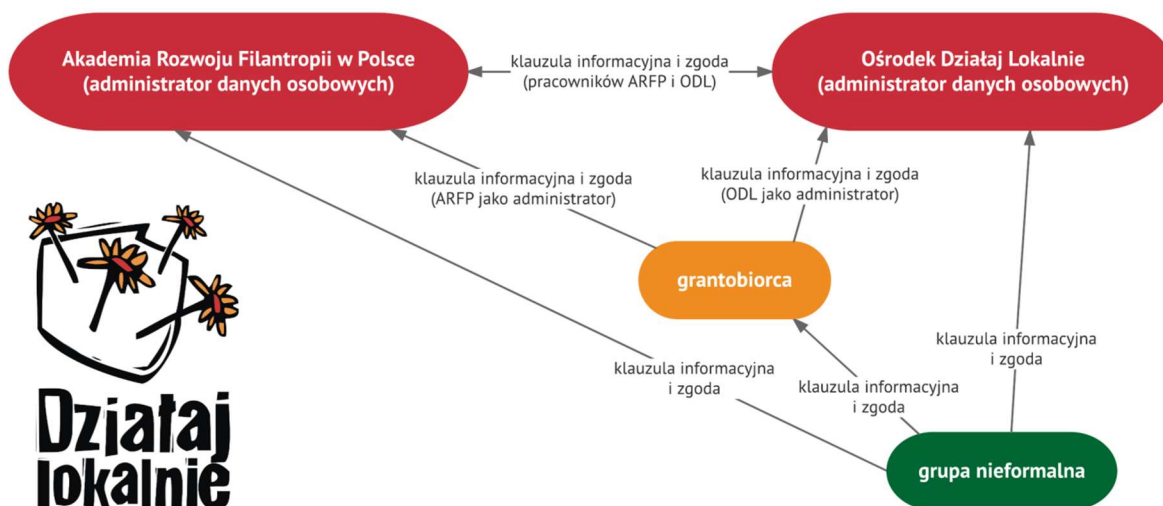 Akademia Rozwoju Filantropii w Polsce
(administrator danych osobowych)
klauzula informacyjna i zgoda
(pracowników ARFP i ODL)
Ośrodek Działaj Lokalnie
(administrator danych osobowych)
klauzula informacyjna i zgoda
(ARFP jako administrator)
klauzula informacyjna i zgoda
(ODL jako administrator)
grantobiorca
klauzula informacyjna
i zgoda
klauzula informacyjna
i zgoda
klauzula informacyjna
i zgoda
grupa nieformalna
Działaj
lokalnie